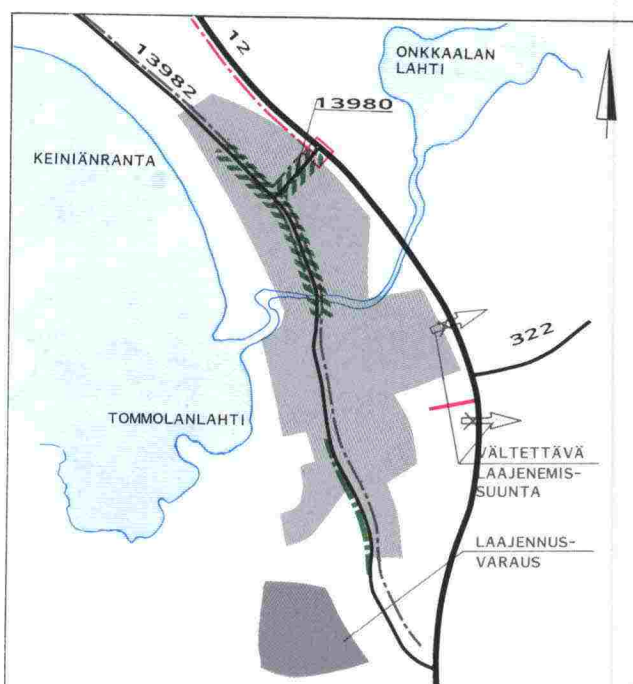 12
ONKKAALAN
LAHTI
13982
13980
KEINIÄNRANTA
322
TOMMOLANLAHTI
VÄLTETTÄVÄ
LAAJENEMIS-
SUUNTA
LAAJENNUS-
VARAUS